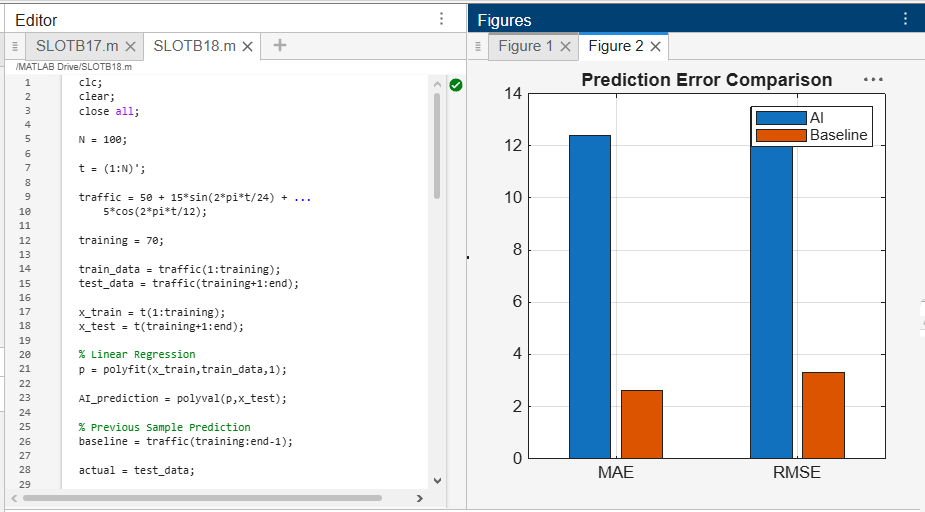 Editor
SLOTB17.m
SLOTB18.m
/MATLAB Drive/SLOTB18.m
1 clc;
2 clear;
3 close all;
4
5 N = 100;
6
7 t = (1:N)';
8
9 traffic = 50 + 15*sin(2*pi*t/24) + ...
10 5*cos(2*pi*t/12);
11
12 training = 70;
13
14 train_data = traffic(1:training);
15 test_data = traffic(training+1:end);
16
17 x_train = t(1:training);
18 x_test = t(training+1:end);
19
20 % Linear Regression
21 p = polyfit(x_train,train_data,1);
22
23 AI_prediction = polyval(p,x_test);
24
25 % Previous Sample Prediction
26 baseline = traffic(training:end-1);
27
28 actual = test_data;
29
Figures
Figure 1
Figure 2
Prediction Error Comparison
14
12
10
8
6
4
2
0
AI
Baseline
MAE
RMSE